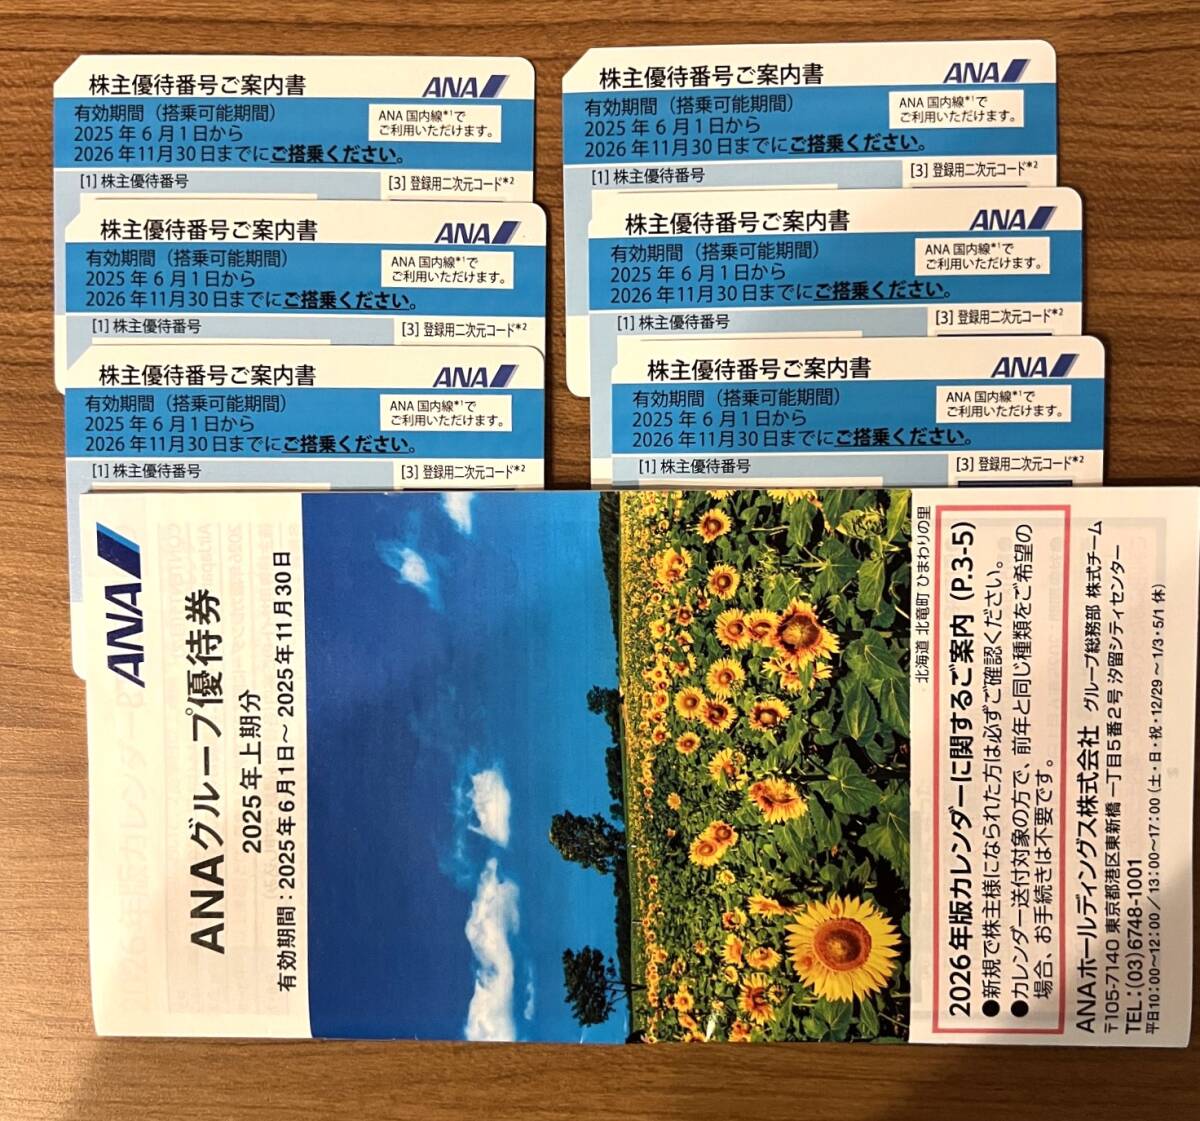 株主優待番号ご案内書
ANA
有効期間（搭乗可能期間）
2025年6月1日から
2026年11月30日までにご搭乗ください。
ANA 国内線*1で
ご利用いただけます。
[1] 株主優待番号
[3] 登録用二次元コード*2
株主優待番号ご案内書
ANA
有効期間（搭乗可能期間）
2025年6月1日から
2026年11月30日までにご搭乗ください。
ANA 国内線*1で
ご利用いただけます。
[1] 株主優待番号
[3] 登録用二次元コード*2
株主優待番号ご案内書
ANA
有効期間（搭乗可能期間）
2025年6月1日から
2026年11月30日までにご搭乗ください。
ANA 国内線*1で
ご利用いただけます。
[1] 株主優待番号
[3] 登録用二次元コード*2
株主優待番号ご案内書
ANA
有効期間（搭乗可能期間）
2025年6月1日から
2026年11月30日までにご搭乗ください。
ANA 国内線*1で
ご利用いただけます。
[1] 株主優待番号
[3] 登録用二次元コード*2
株主優待番号ご案内書
ANA
有効期間（搭乗可能期間）
2025年6月1日から
2026年11月30日までにご搭乗ください。
ANA 国内線*1で
ご利用いただけます。
[1] 株主優待番号
[3] 登録用二次元コード*2
株主優待番号ご案内書
ANA
有効期間（搭乗可能期間）
2025年6月1日から
2026年11月30日までにご搭乗ください。
ANA 国内線*1で
ご利用いただけます。
[1] 株主優待番号
[3] 登録用二次元コード*2
ANA
ANAグループ優待券
2025年上期分
有効期間：2025年6月1日～2025年11月30日
北海道 北竜町 ひまわりの里
2026年版カレンダーに関するご案内（P.3-5）
●新規で株主様になられた方は必ずご確認ください。
●カレンダー送付対象の方で、前年と同じ種類をご希望の
場合、お手続きは不要です。
ANAホールディングス株式会社 グループ総務部 株式チーム
〒105-7140 東京都港区東新橋一丁目5番2号 汐留シティセンター
TEL：(03)6748-1001
平日10：00～12：00／13：00～17：00（土・日・祝・12/29～1/3・5/1 休）